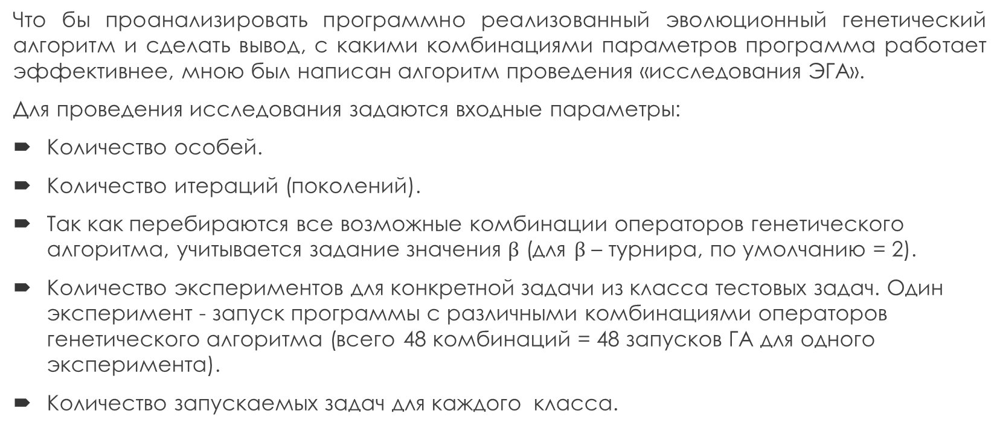 Что бы проанализировать программно реализованный эволюционный генетический
алгоритм и сделать вывод, с какими комбинациями параметров программа работает
эффективнее, мною был написан алгоритм проведения «исследования ЭГА».
Для проведения исследования задаются входные параметры:
Количество особей.
Количество итераций (поколений).
Так как перебираются все возможные комбинации операторов генетического
алгоритма, учитывается задание значения β (для β – турнира, по умолчанию = 2).
Количество экспериментов для конкретной задачи из класса тестовых задач. Один
эксперимент - запуск программы с различными комбинациями операторов
генетического алгоритма (всего 48 комбинаций = 48 запусков ГА для одного
эксперимента).
Количество запускаемых задач для каждого  класса.